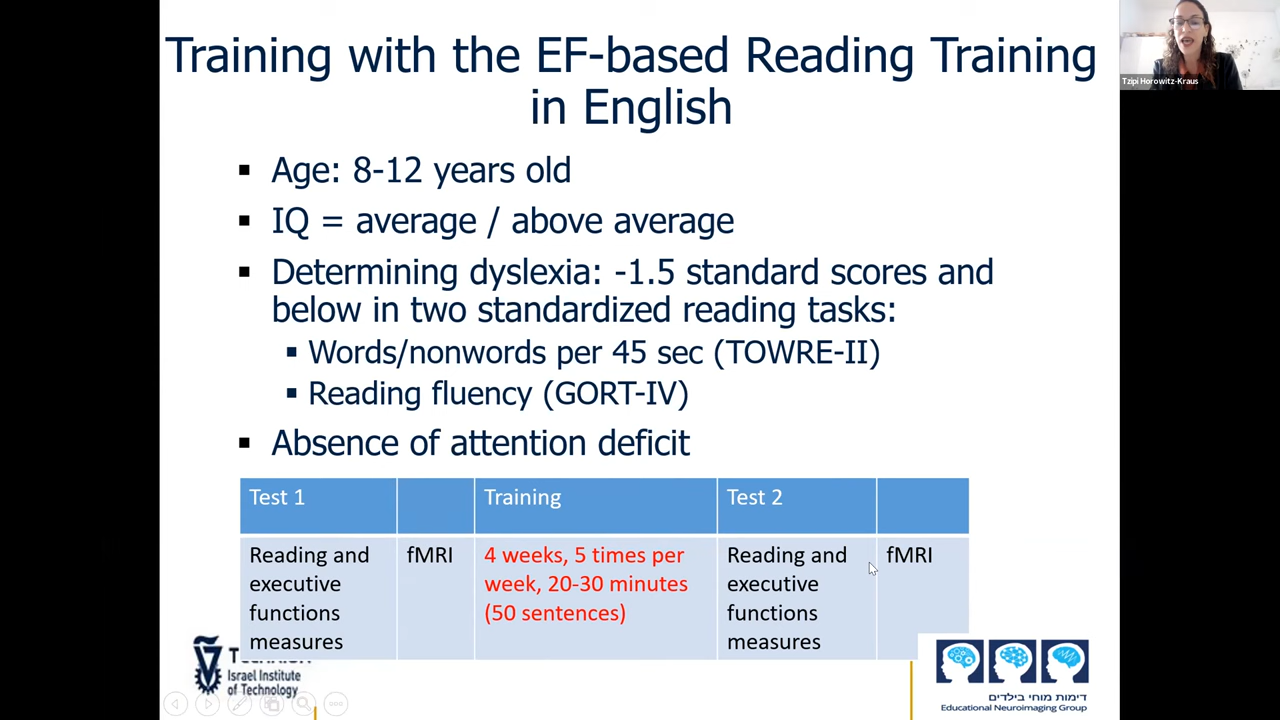 Training with the EF-based Reading Training
in English
Tzipi Horowitz-Kraus
▪ Age: 8-12 years old
▪ IQ = average / above average
▪ Determining dyslexia: -1.5 standard scores and
below in two standardized reading tasks:
▪ Words/nonwords per 45 sec (TOWRE-II)
▪ Reading fluency (GORT-IV)
▪ Absence of attention deficit
Test 1 Training Test 2
Reading and fMRI 4 weeks, 5 times per Reading and fMRI
executive week, 20-30 minutes executive
functions (50 sentences) functions
measures measures
Israel Institute
of Technology
דימות מוחי בילדים
Educational Neuroimaging Group